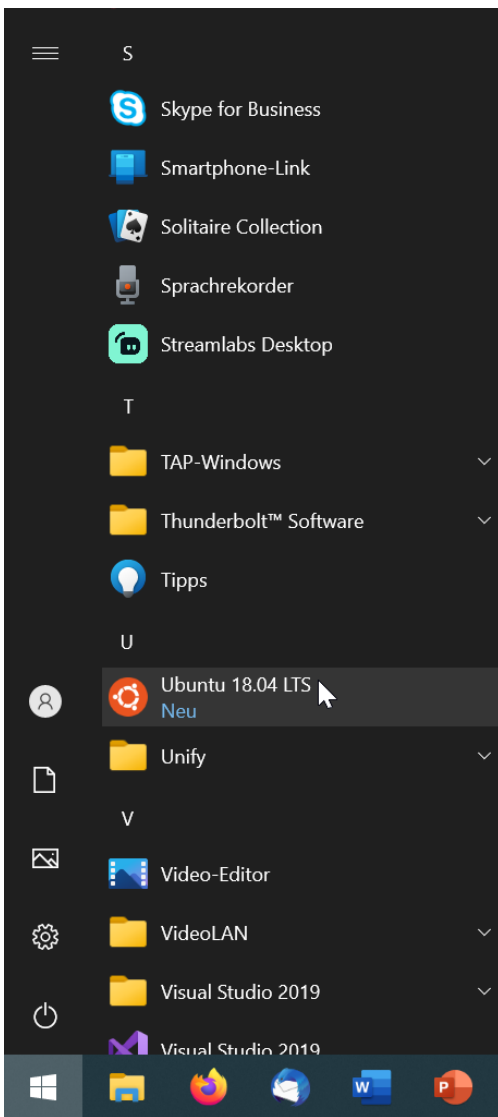 S
Skype for Business
Smartphone-Link
Solitaire Collection
Sprachrekorder
Streamlabs Desktop
T
TAP-Windows
Thunderbolt™ Software
Tipps
U
Ubuntu 18.04 LTS
Neu
Unify
V
Video-Editor
VideoLAN
Visual Studio 2019
Visual Studio 2019